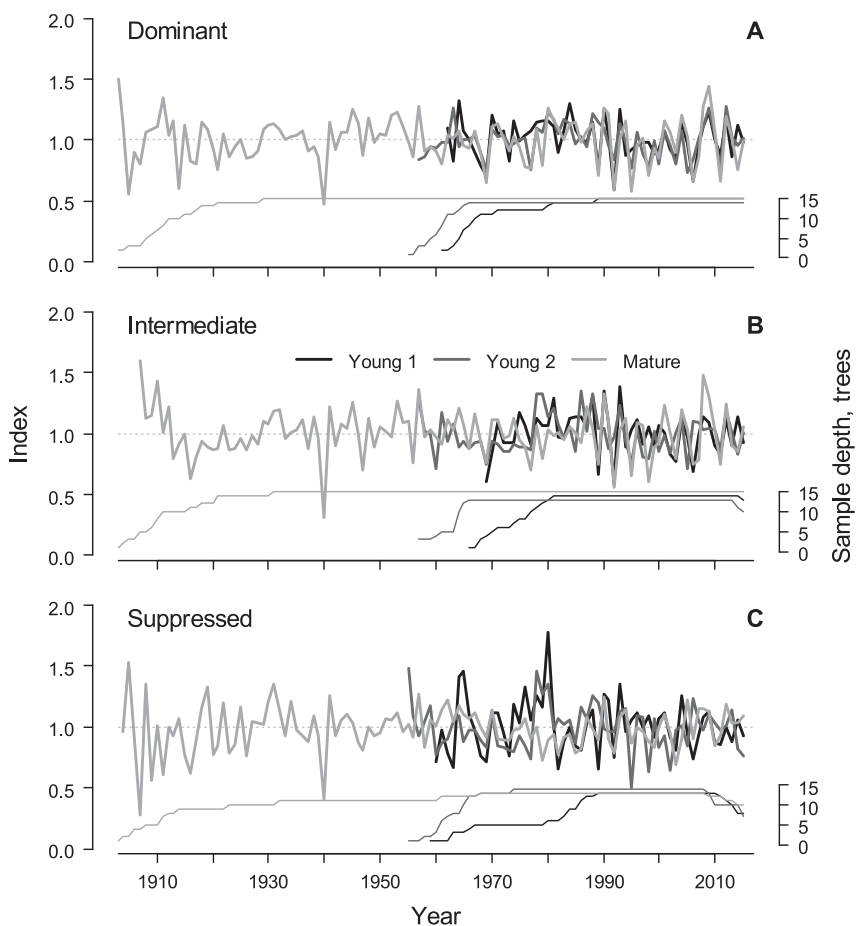 2.0
Dominant A
1.5
1.0
0.5 15
10
5
0.0 0
2.0
Intermediate B
Young 1 Young 2 Mature
1.5
1.0
0.5 15
10
5
0.0 0
Index
Sample depth, trees
2.0
Suppressed C
1.5
1.0
0.5 15
10
5
0.0 0
1910 1930 1950 1970 1990 2010
Year